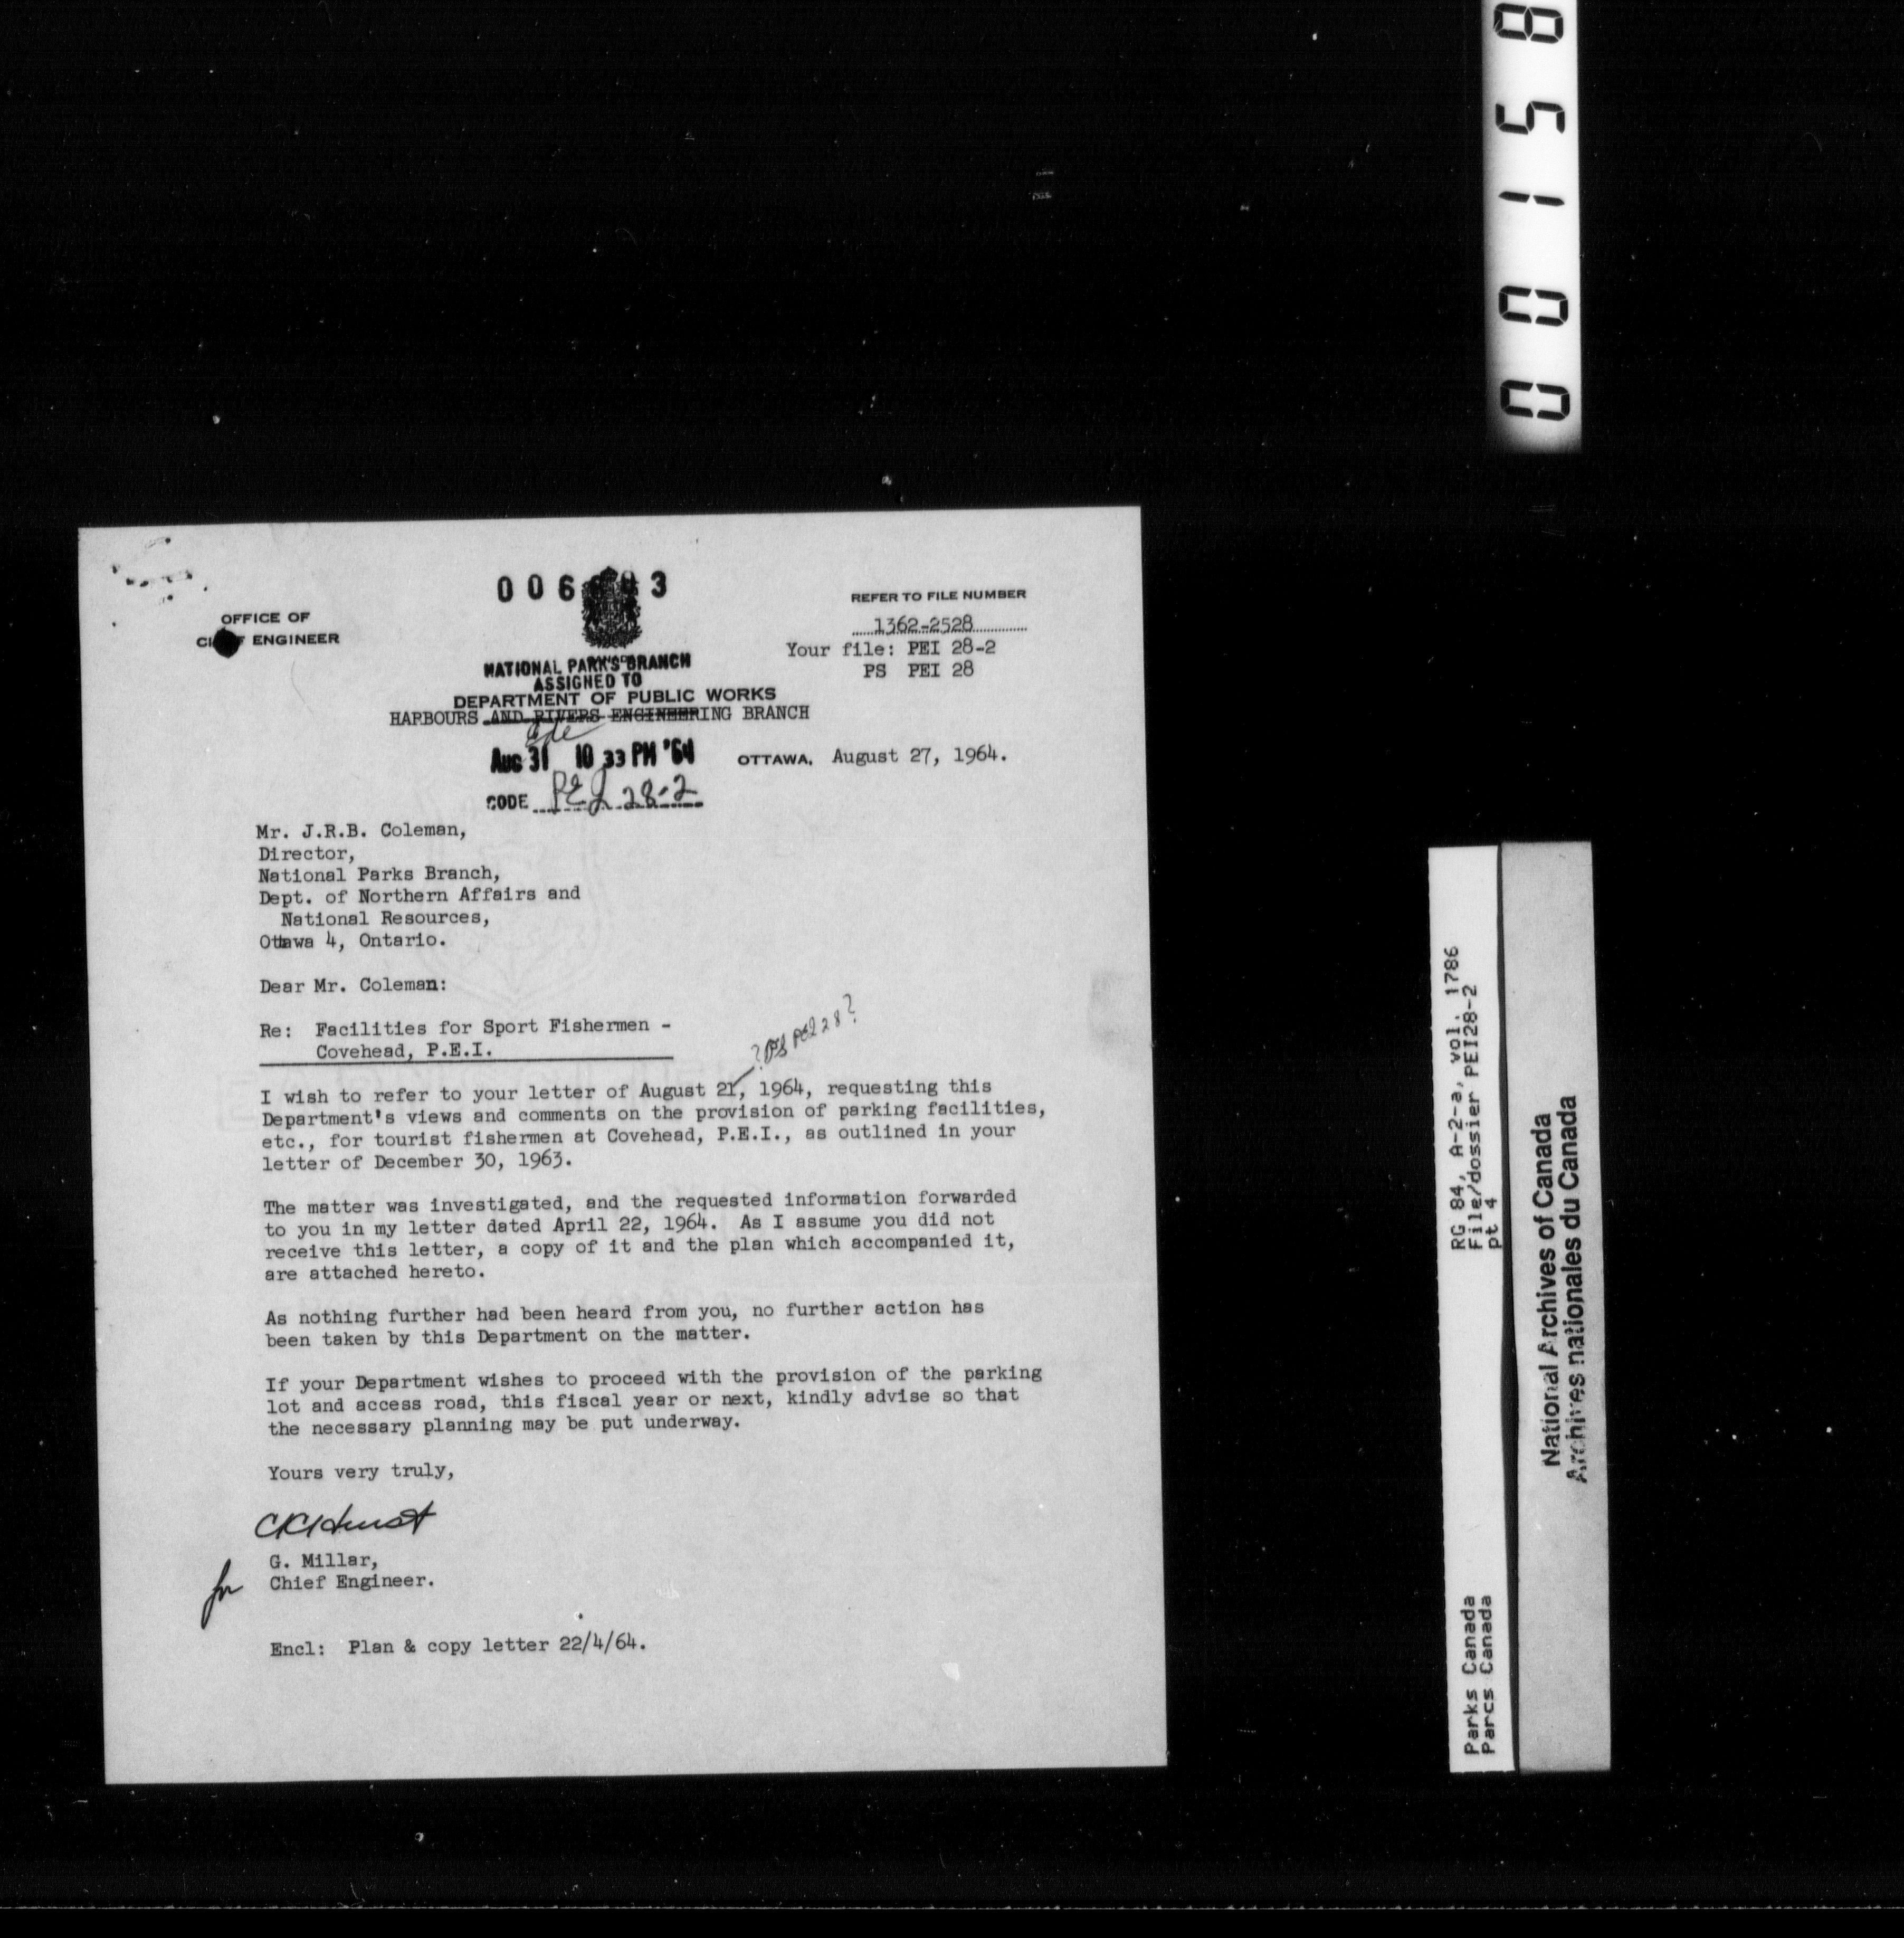 00158
006 3
OFFICE OF
ENGINEER
REFER TO FILE NUMBER
1362-2528
Your file: PEI 28-2
PS PEI 28
NATIONAL PARKS BRANCH
ASSIGNED TO
DEPARTMENT OF PUBLIC WORKS
HARBOURS AND RIVERS ENGINEERING BRANCH
AUG 31 10 33 PM '64
OTTAWA, August 27, 1964.
CODE PEI 28-2
Mr. J.R.B. Coleman,
Director,
National Parks Branch,
Dept. of Northern Affairs and
National Resources,
Ottawa 4, Ontario.
Dear Mr. Coleman:
Re: Facilities for Sport Fishermen -
Covehead, P.E.I.
? PS PEI 28?
I wish to refer to your letter of August 21, 1964, requesting this
Department's views and comments on the provision of parking facilities,
etc., for tourist fishermen at Covehead, P.E.I., as outlined in your
letter of December 30, 1963.
The matter was investigated, and the requested information forwarded
to you in my letter dated April 22, 1964. As I assume you did not
receive this letter, a copy of it and the plan which accompanied it,
are attached hereto.
As nothing further had been heard from you, no further action has
been taken by this Department on the matter.
If your Department wishes to proceed with the provision of the parking
lot and access road, this fiscal year or next, kindly advise so that
the necessary planning may be put underway.
Yours very truly,
G. Millar,
for Chief Engineer.
Encl: Plan & copy letter 22/4/64.
RG 84, A-2-a, vol. 1786
File/dossier PEI28-2
pt 4
Parks Canada
Parcs Canada
National Archives of Canada
Archives nationales du Canada